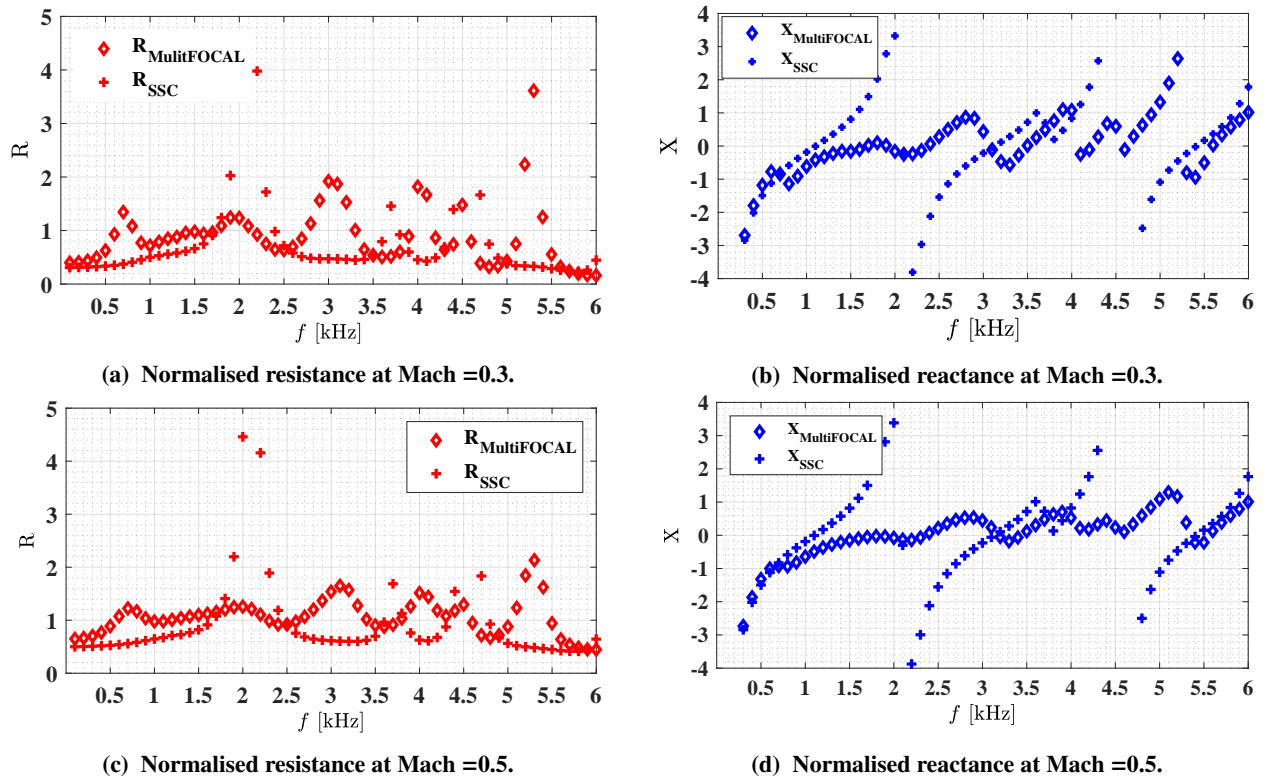 5
4
3
2
1
0
R
R_MulitFOCAL
R_SSC
0.5 1 1.5 2 2.5 3 3.5 4 4.5 5 5.5 6
f [kHz]
(a) Normalised resistance at Mach =0.3.
4
3
2
1
0
-1
-2
-3
-4
X
X_MultiFOCAL
X_SSC
0.5 1 1.5 2 2.5 3 3.5 4 4.5 5 5.5 6
f [kHz]
(b) Normalised reactance at Mach =0.3.
5
4
3
2
1
0
R
R_MultiFOCAL
R_SSC
0.5 1 1.5 2 2.5 3 3.5 4 4.5 5 5.5 6
f [kHz]
(c) Normalised resistance at Mach =0.5.
4
3
2
1
0
-1
-2
-3
-4
X
X_MultiFOCAL
X_SSC
0.5 1 1.5 2 2.5 3 3.5 4 4.5 5 5.5 6
f [kHz]
(d) Normalised reactance at Mach =0.5.